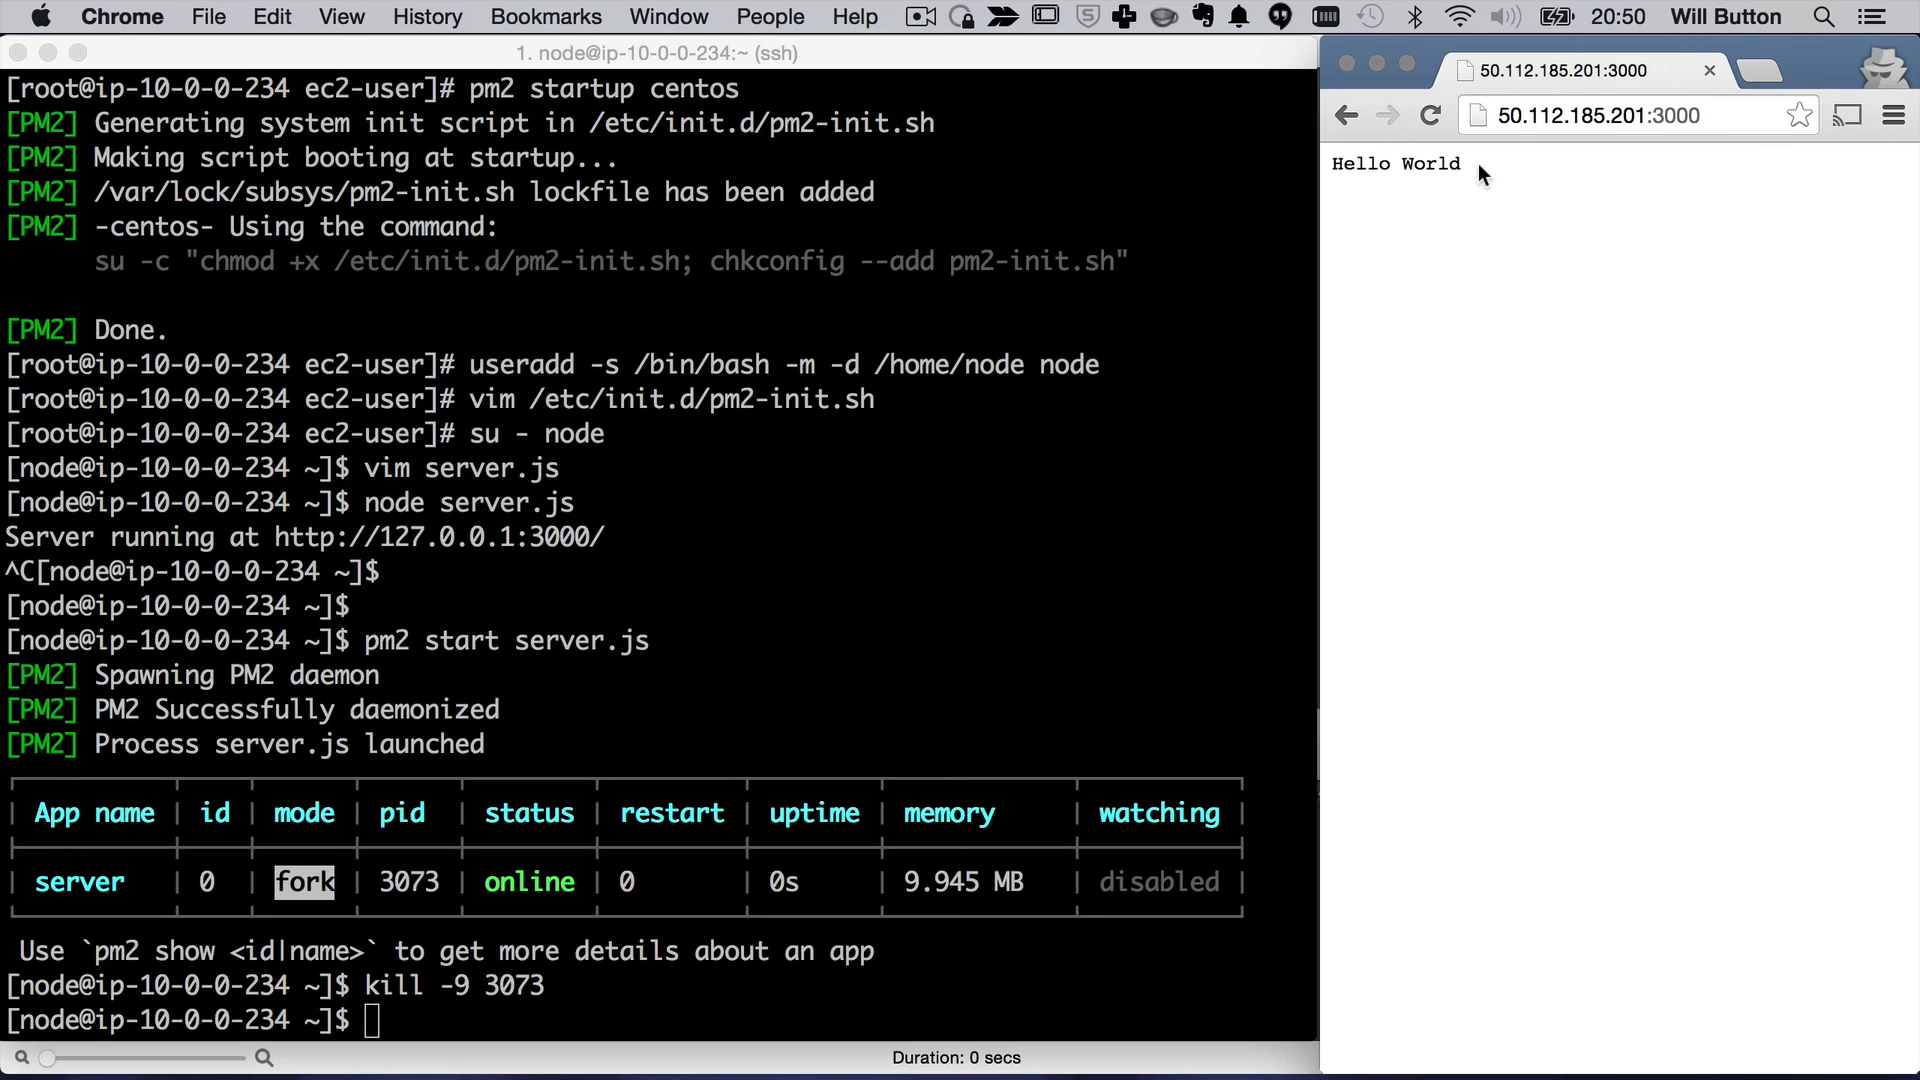 Chrome File Edit View History Bookmarks Window People Help 20:50 Will Button
1. node@ip-10-0-0-234:~ (ssh)
[root@ip-10-0-0-234 ec2-user]# pm2 startup centos
[PM2] Generating system init script in /etc/init.d/pm2-init.sh
[PM2] Making script booting at startup...
[PM2] /var/lock/subsys/pm2-init.sh lockfile has been added
[PM2] -centos- Using the command:
su -c "chmod +x /etc/init.d/pm2-init.sh; chkconfig --add pm2-init.sh"
[PM2] Done.
[root@ip-10-0-0-234 ec2-user]# useradd -s /bin/bash -m -d /home/node node
[root@ip-10-0-0-234 ec2-user]# vim /etc/init.d/pm2-init.sh
[root@ip-10-0-0-234 ec2-user]# su - node
[node@ip-10-0-0-234 ~]$ vim server.js
[node@ip-10-0-0-234 ~]$ node server.js
Server running at http://127.0.0.1:3000/
^C[node@ip-10-0-0-234 ~]$
[node@ip-10-0-0-234 ~]$
[node@ip-10-0-0-234 ~]$ pm2 start server.js
[PM2] Spawning PM2 daemon
[PM2] PM2 Successfully daemonized
[PM2] Process server.js launched
App name id mode pid status restart uptime memory watching
server 0 fork 3073 online 0 0s 9.945 MB disabled
Use `pm2 show <id|name>` to get more details about an app
[node@ip-10-0-0-234 ~]$ kill -9 3073
[node@ip-10-0-0-234 ~]$
Duration: 0 secs
50.112.185.201:3000
50.112.185.201:3000
Hello World